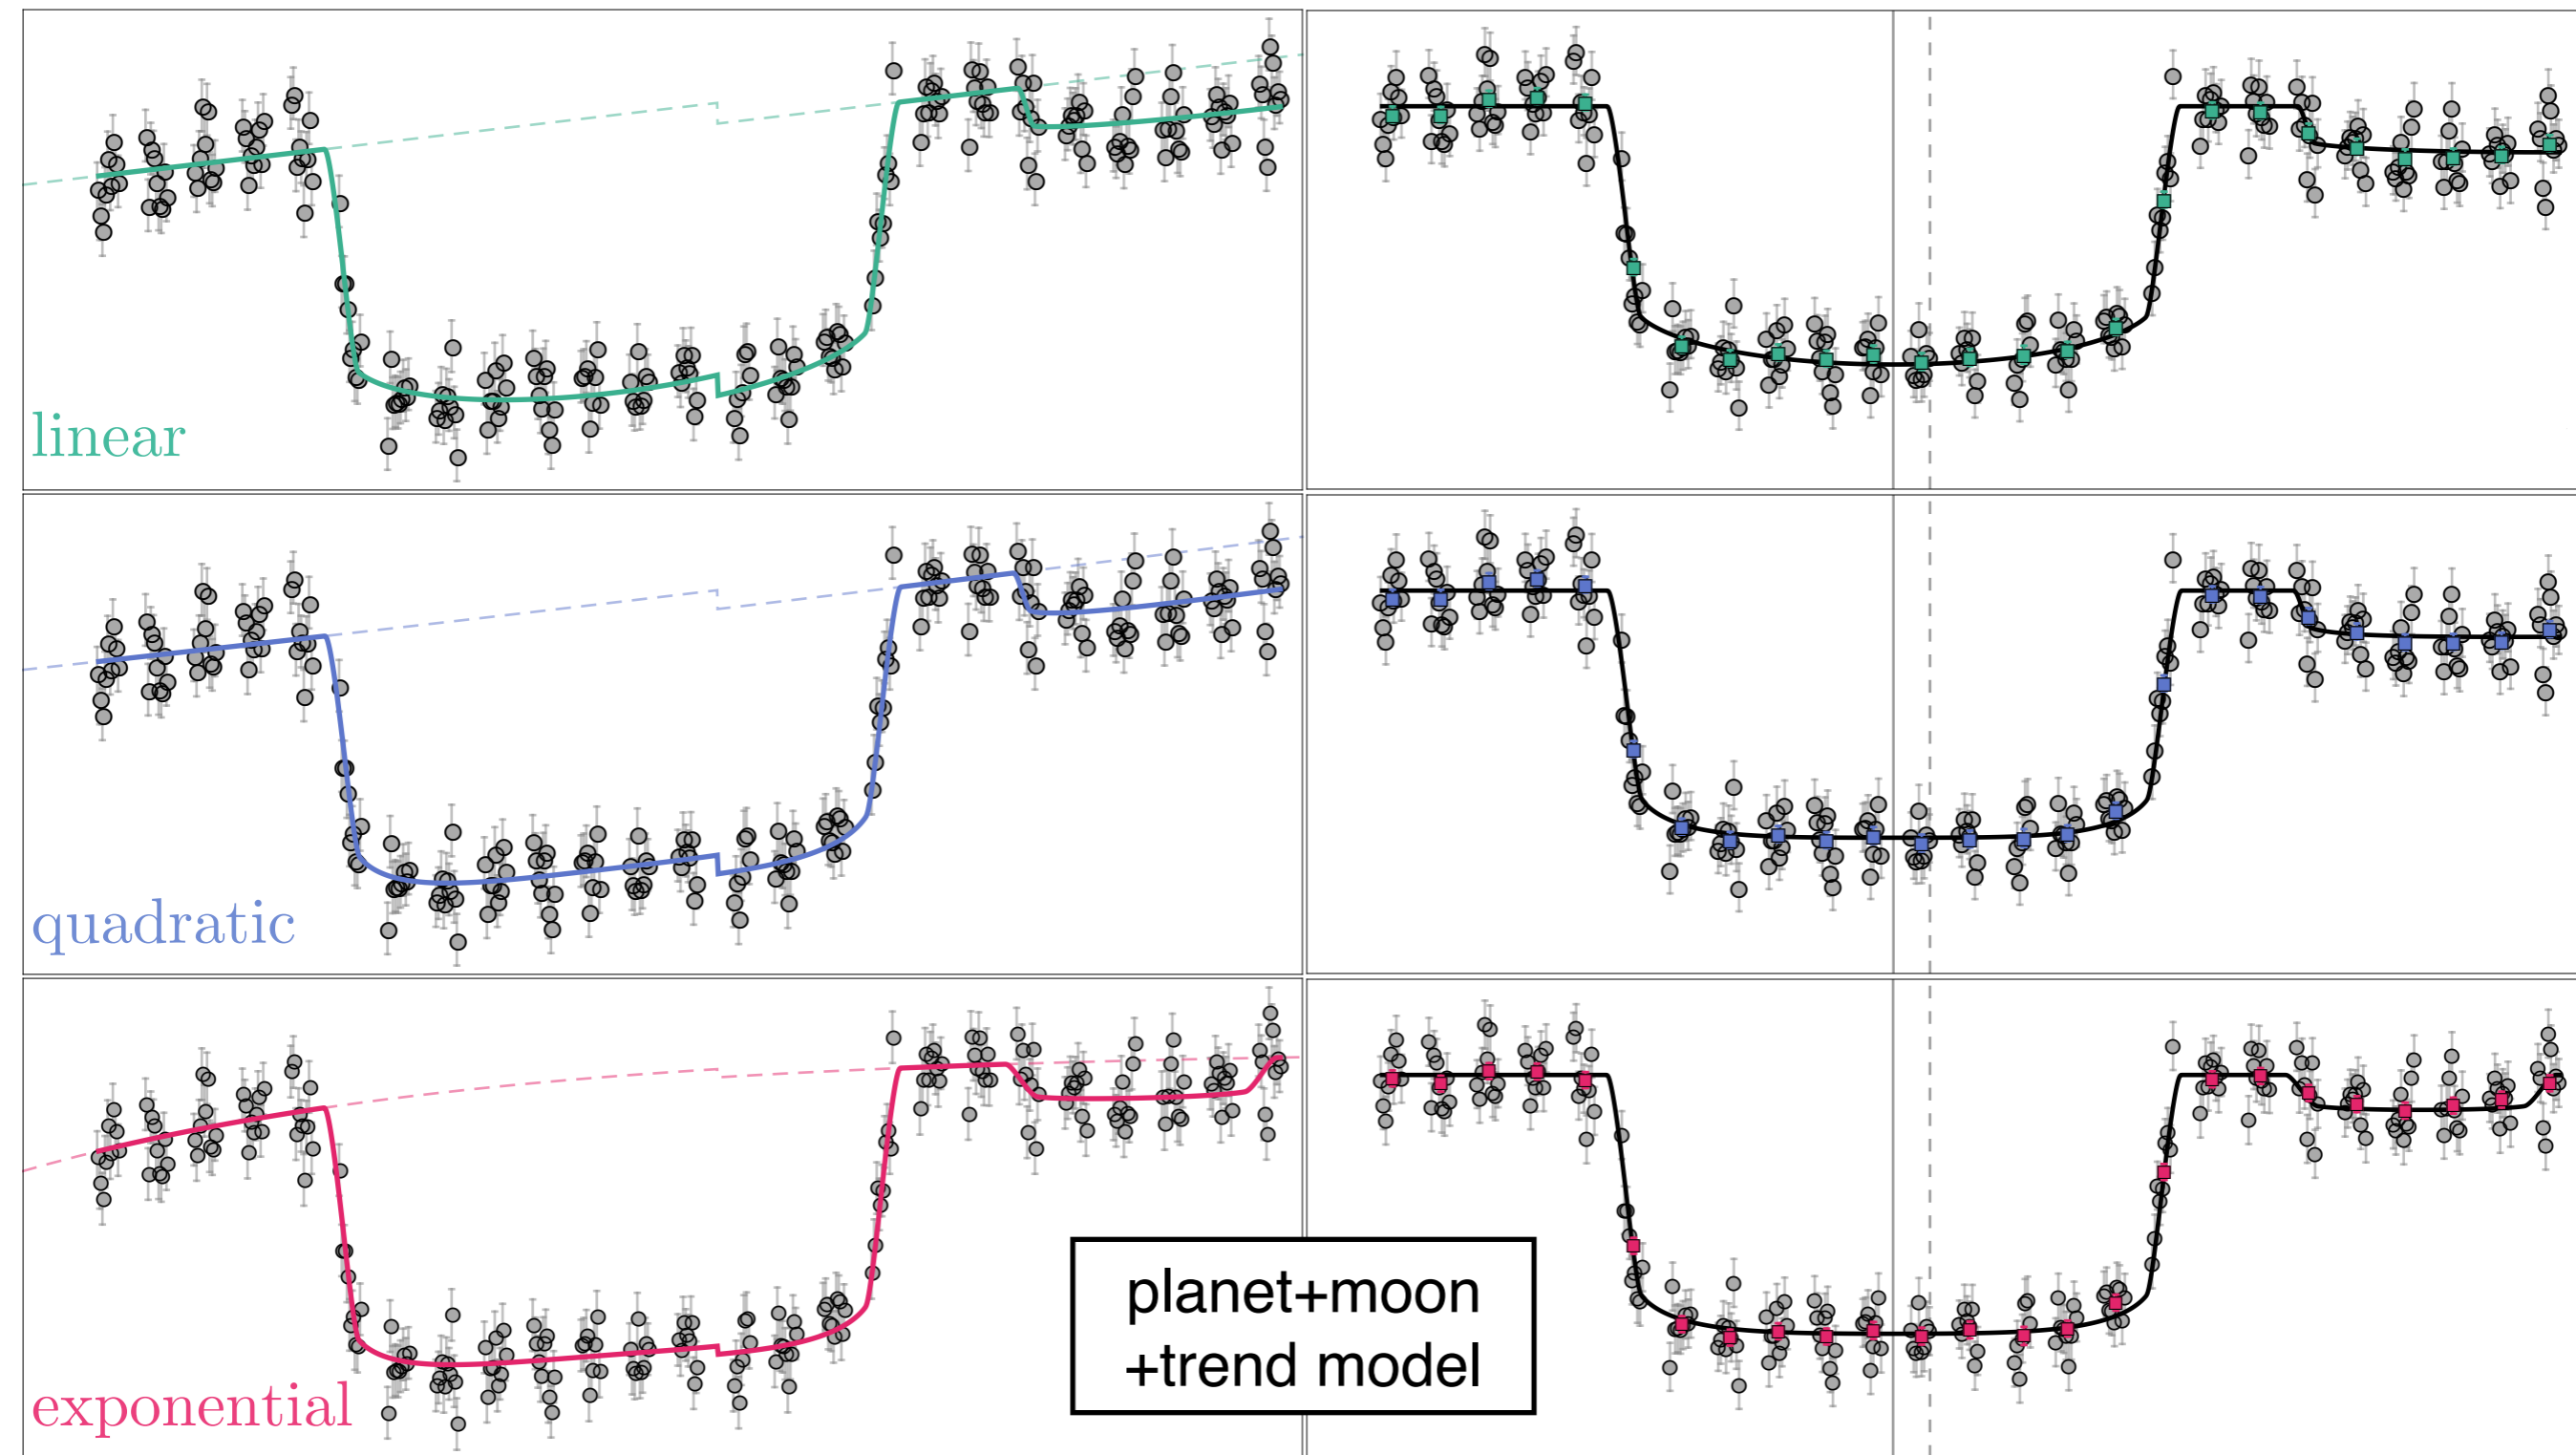 linear
quadratic
exponential
planet+moon
+trend model